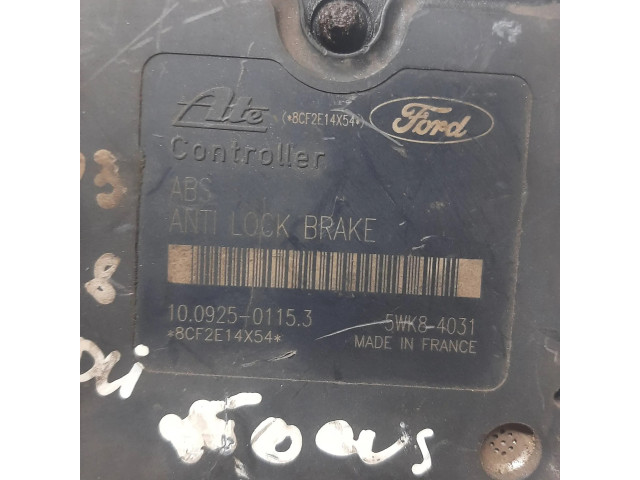 Ate (*8CF2E14X54*) Ford
Controller
ABS
ANTI LOCK BRAKE
10.0925-0115.3 5WK8-4031
*8CF2E14X54* MADE IN FRANCE
Focus